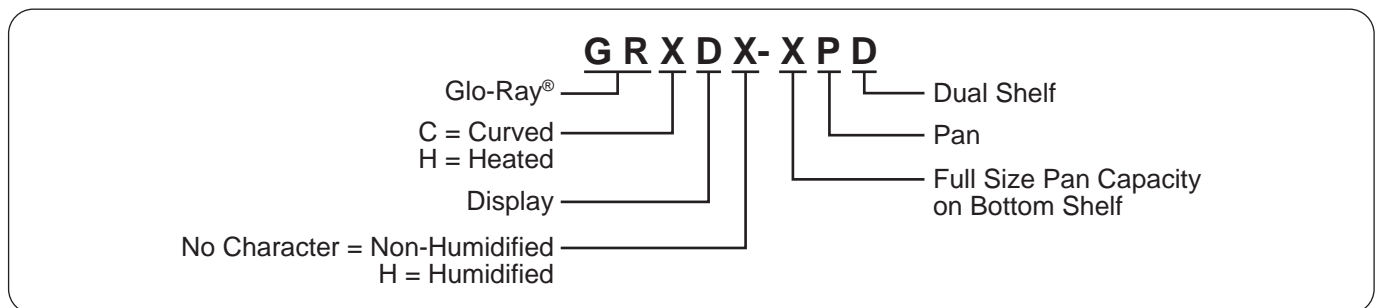 G R X D X- X P D
Glo-Ray®
C = Curved
H = Heated
Display
No Character = Non-Humidified
H = Humidified
Dual Shelf
Pan
Full Size Pan Capacity
on Bottom Shelf